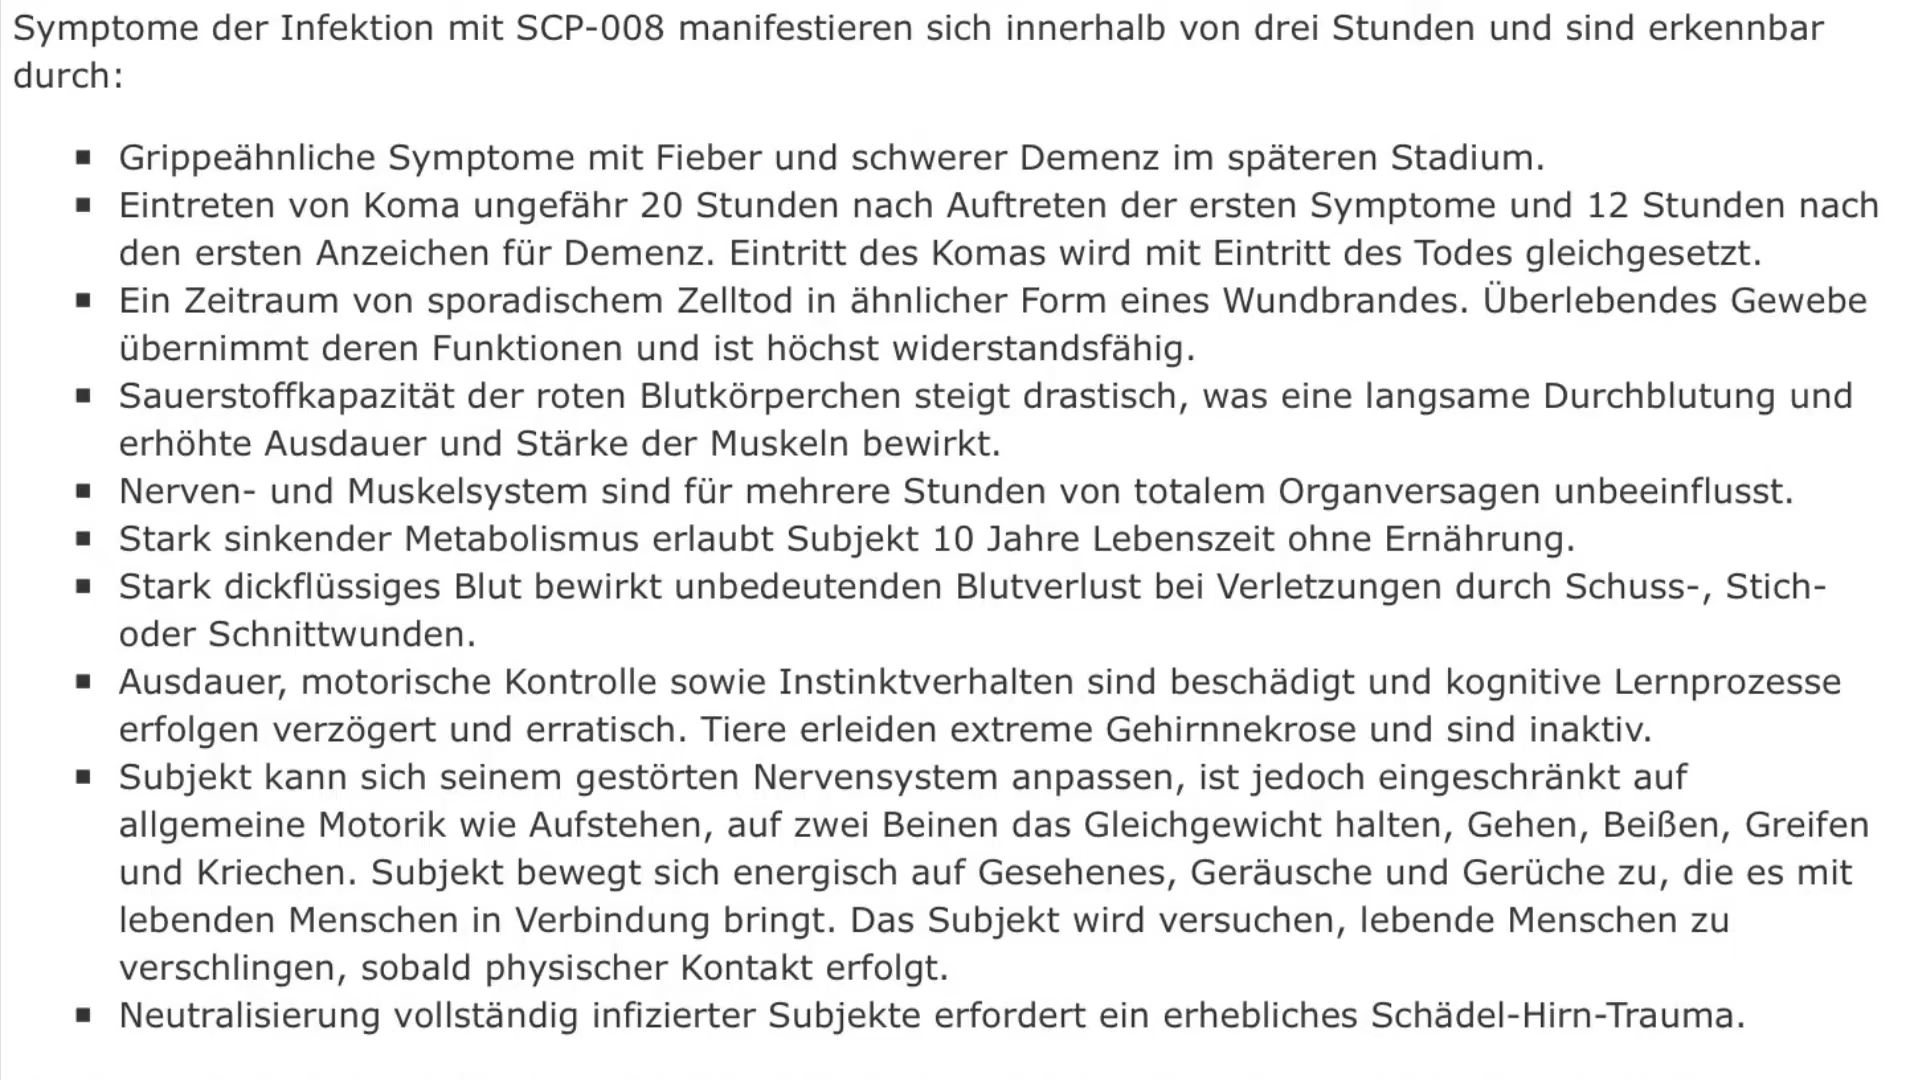 Symptome der Infektion mit SCP-008 manifestieren sich innerhalb von drei Stunden und sind erkennbar
durch:
▪ Grippeähnliche Symptome mit Fieber und schwerer Demenz im späteren Stadium.
▪ Eintreten von Koma ungefähr 20 Stunden nach Auftreten der ersten Symptome und 12 Stunden nach
den ersten Anzeichen für Demenz. Eintritt des Komas wird mit Eintritt des Todes gleichgesetzt.
▪ Ein Zeitraum von sporadischem Zelltod in ähnlicher Form eines Wundbrandes. Überlebendes Gewebe
übernimmt deren Funktionen und ist höchst widerstandsfähig.
▪ Sauerstoffkapazität der roten Blutkörperchen steigt drastisch, was eine langsame Durchblutung und
erhöhte Ausdauer und Stärke der Muskeln bewirkt.
▪ Nerven- und Muskelsystem sind für mehrere Stunden von totalem Organversagen unbeeinflusst.
▪ Stark sinkender Metabolismus erlaubt Subjekt 10 Jahre Lebenszeit ohne Ernährung.
▪ Stark dickflüssiges Blut bewirkt unbedeutenden Blutverlust bei Verletzungen durch Schuss-, Stich-
oder Schnittwunden.
▪ Ausdauer, motorische Kontrolle sowie Instinktverhalten sind beschädigt und kognitive Lernprozesse
erfolgen verzögert und erratisch. Tiere erleiden extreme Gehirnnekrose und sind inaktiv.
▪ Subjekt kann sich seinem gestörten Nervensystem anpassen, ist jedoch eingeschränkt auf
allgemeine Motorik wie Aufstehen, auf zwei Beinen das Gleichgewicht halten, Gehen, Beißen, Greifen
und Kriechen. Subjekt bewegt sich energisch auf Gesehenes, Geräusche und Gerüche zu, die es mit
lebenden Menschen in Verbindung bringt. Das Subjekt wird versuchen, lebende Menschen zu
verschlingen, sobald physischer Kontakt erfolgt.
▪ Neutralisierung vollständig infizierter Subjekte erfordert ein erhebliches Schädel-Hirn-Trauma.